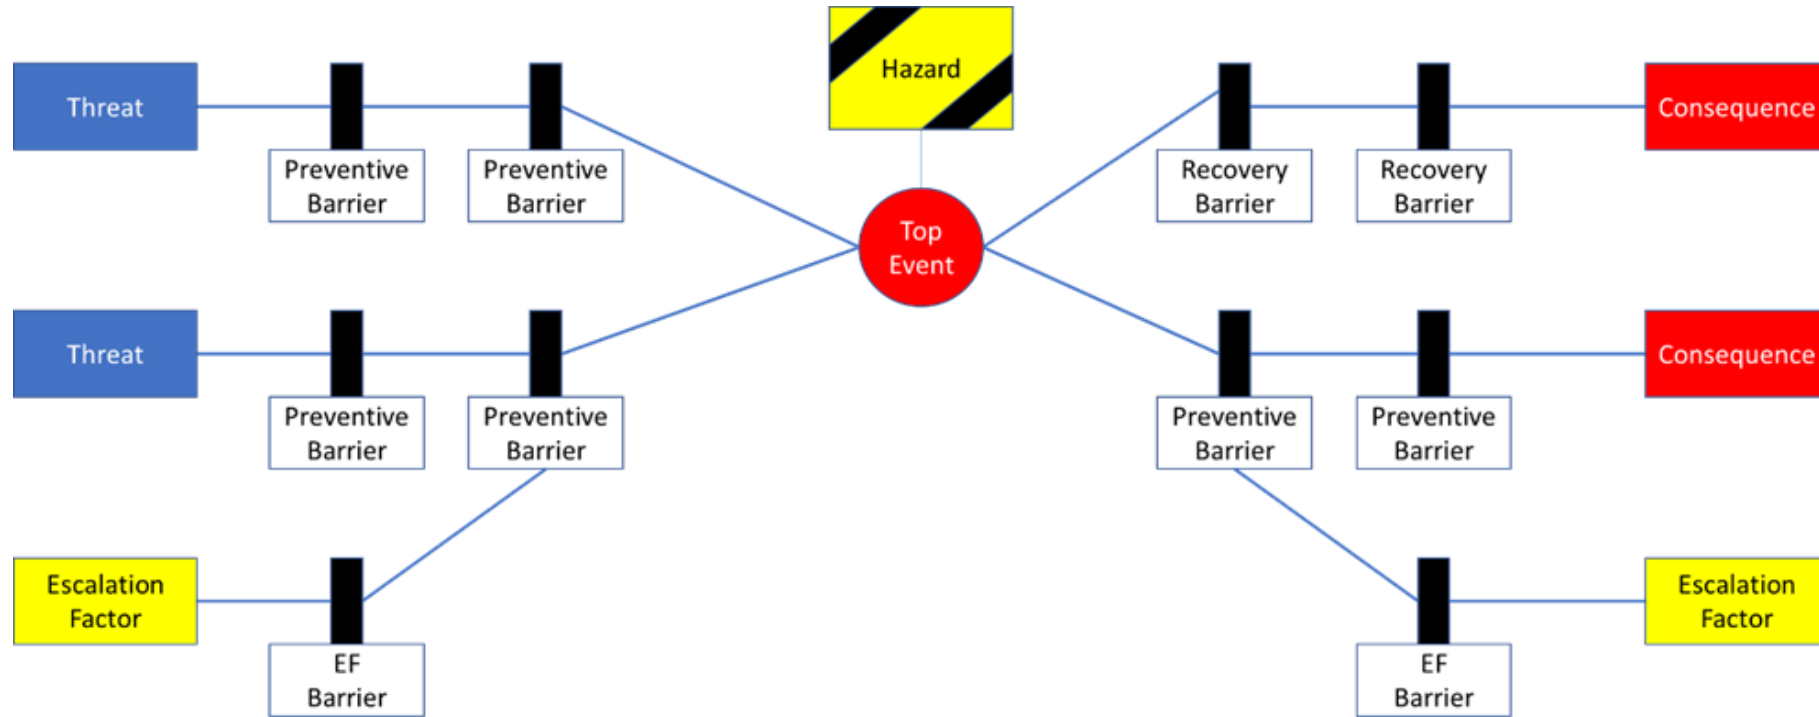 Hazard
Threat
Preventive
Barrier
Preventive
Barrier
Recovery
Barrier
Recovery
Barrier
Consequence
Top
Event
Threat
Preventive
Barrier
Preventive
Barrier
Preventive
Barrier
Preventive
Barrier
Consequence
Escalation
Factor
EF
Barrier
EF
Barrier
Escalation
Factor